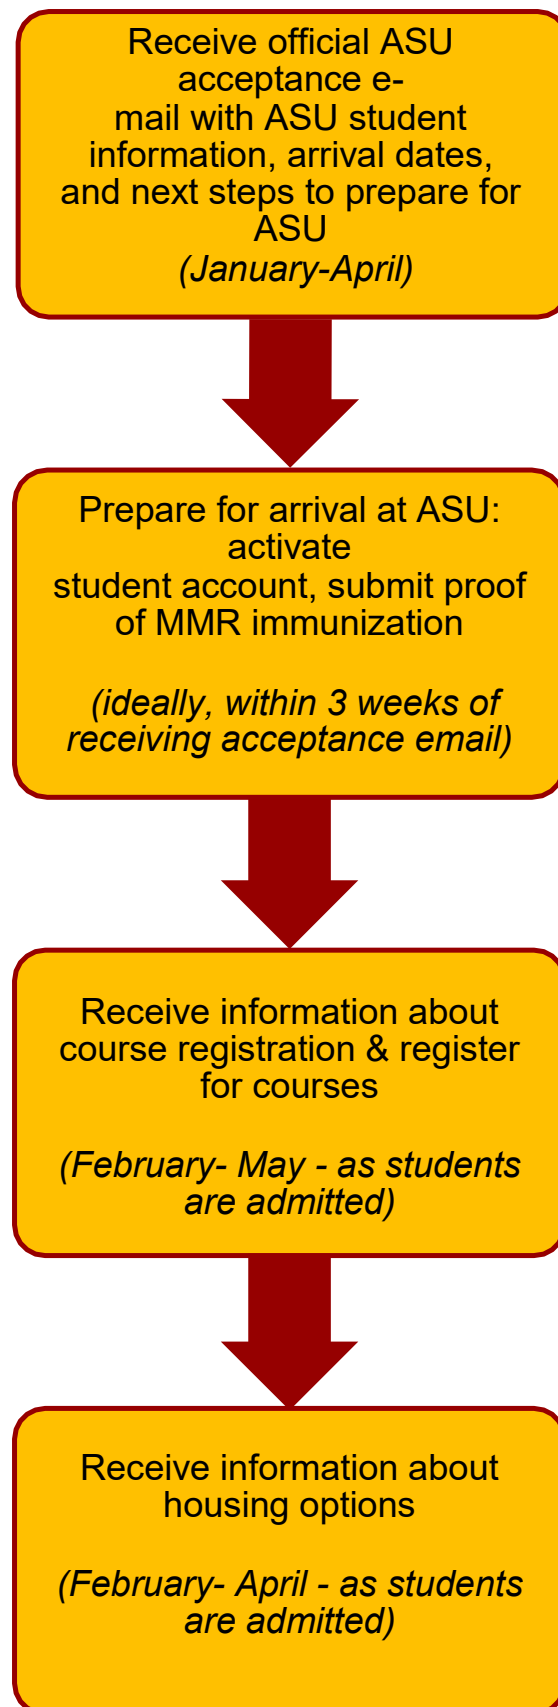 Receive official ASU
acceptance e-
mail with ASU student
information, arrival dates,
and next steps to prepare for
ASU
(January-April)
Prepare for arrival at ASU:
activate
student account, submit proof
of MMR immunization
(ideally, within 3 weeks of
receiving acceptance email)
Receive information about
course registration & register
for courses
(February- May - as students
are admitted)
Receive information about
housing options
(February- April - as students
are admitted)